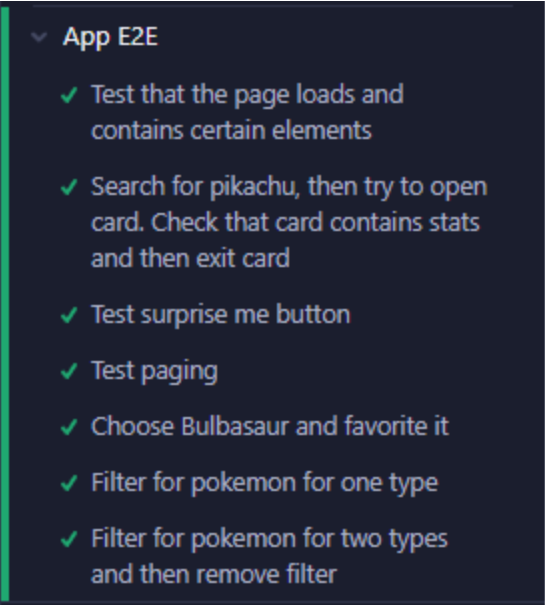 App E2E
Test that the page loads and
contains certain elements
Search for pikachu, then try to open
card. Check that card contains stats
and then exit card
Test surprise me button
Test paging
Choose Bulbasaur and favorite it
Filter for pokemon for one type
Filter for pokemon for two types
and then remove filter